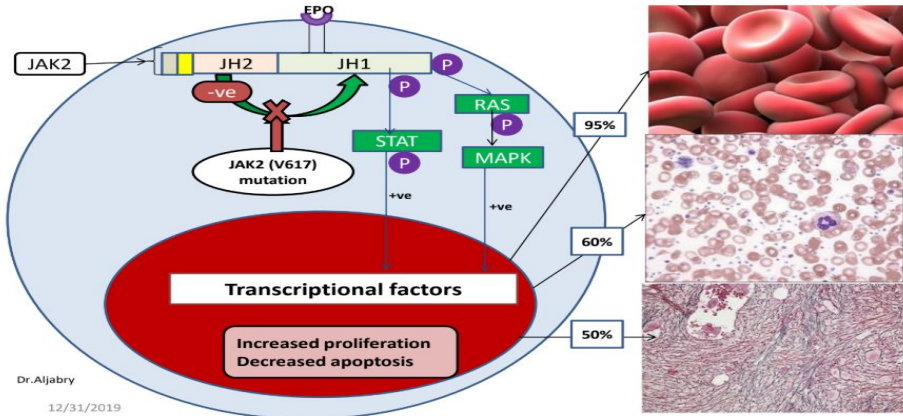 EPO
JAK2
JH2
JH1
P
-ve
P
RAS
P
95%
STAT
P
MAPK
JAK2 (V617)
mutation
+ve
+ve
60%
Transcriptional factors
50%
Increased proliferation
Decreased apoptosis
Dr.Aljabry
12/31/2019